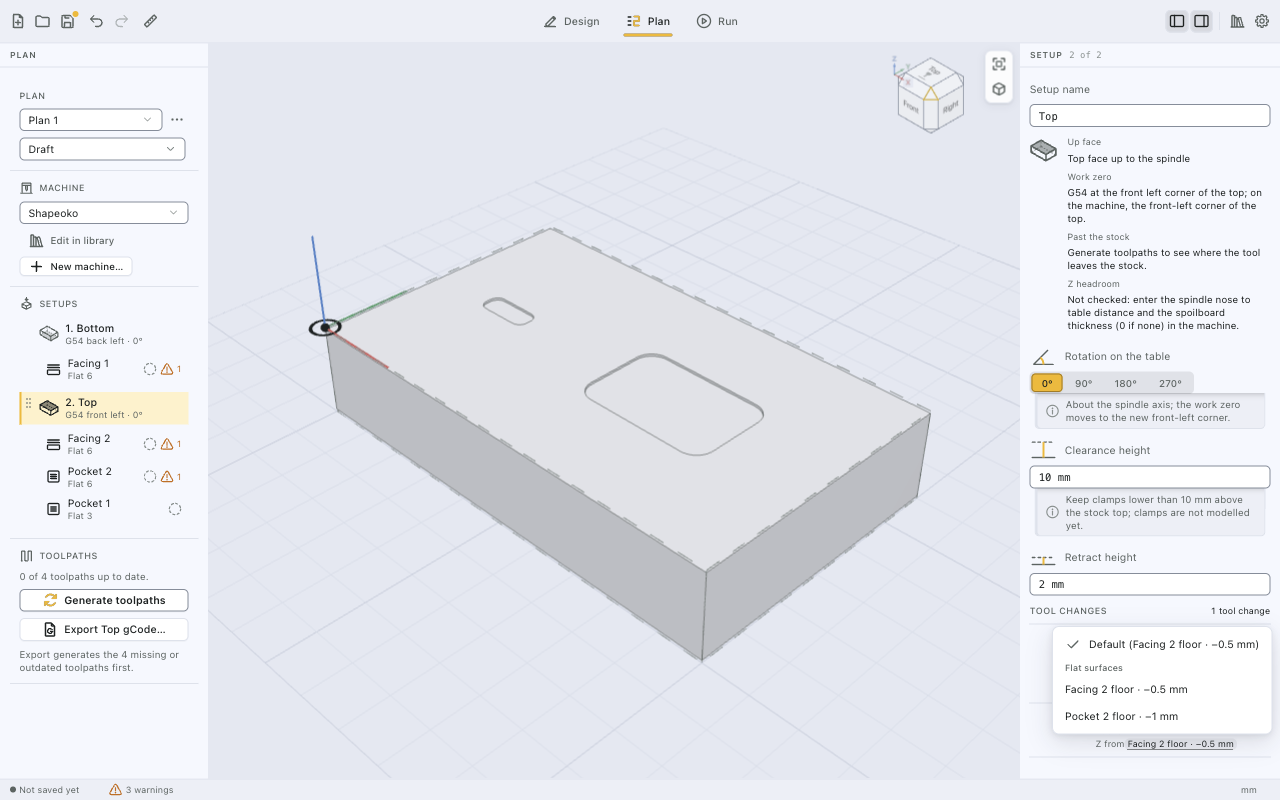 Design
Plan
Run
PLAN
PLAN
Plan 1
Draft
MACHINE
Shapeoko
Edit in library
New machine...
SETUPS
1. Bottom
G54 back left · 0°
Facing 1
Flat 6
1
2. Top
G54 front left · 0°
Facing 2
Flat 6
1
Pocket 2
Flat 6
1
Pocket 1
Flat 3
TOOLPATHS
0 of 4 toolpaths up to date.
Generate toolpaths
Export Top gCode...
Export generates the 4 missing or
outdated toolpaths first.
Z
Front
Right
SETUP 2 of 2
Setup name
Top
Up face
Top face up to the spindle
Work zero
G54 at the front left corner of the top; on
the machine, the front-left corner of the
top.
Past the stock
Generate toolpaths to see where the tool
leaves the stock.
Z headroom
Not checked: enter the spindle nose to
table distance and the spoilboard
thickness (0 if none) in the machine.
Rotation on the table
0° 90° 180° 270°
About the spindle axis; the work zero
moves to the new front-left corner.
Clearance height
10 mm
Keep clamps lower than 10 mm above
the stock top; clamps are not modelled
yet.
Retract height
2 mm
TOOL CHANGES 1 tool change
Default (Facing 2 floor · −0.5 mm)
Flat surfaces
Facing 2 floor · −0.5 mm
Pocket 2 floor · −1 mm
Z from Facing 2 floor · −0.5 mm
Not saved yet
3 warnings
mm